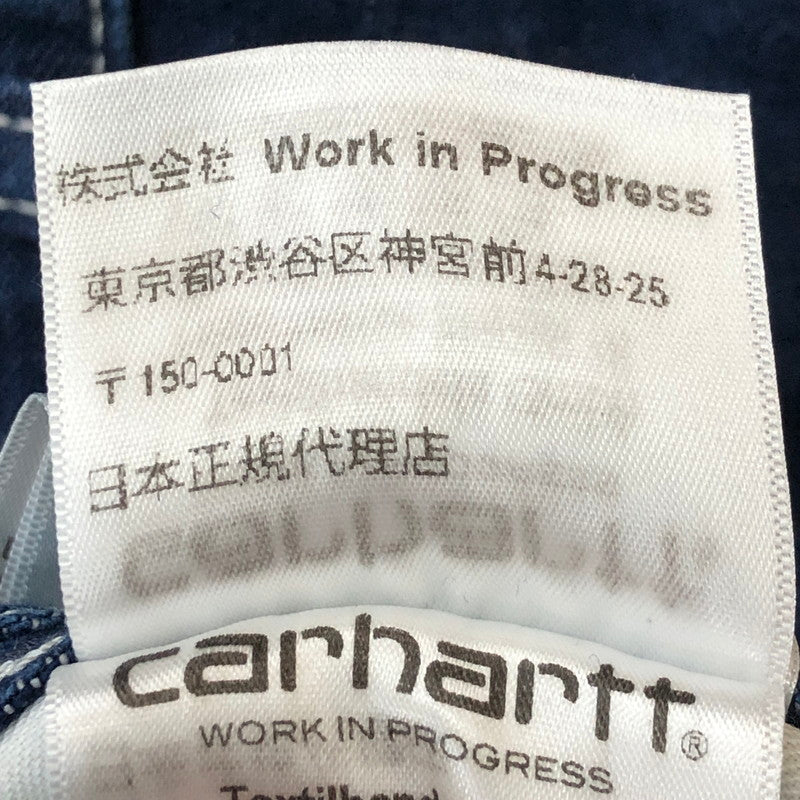 株式会社 Work in Progress
東京都渋谷区神宮前4-28-25
〒150-0001
日本正規代理店
carhartt
WORK IN PROGRESS®